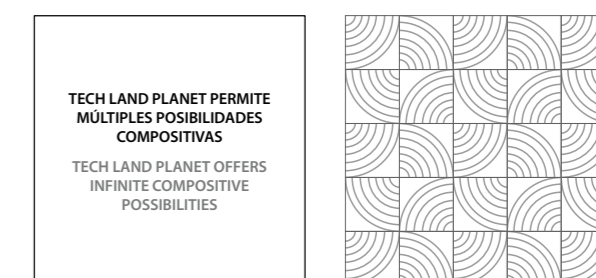 TECH LAND PLANET PERMITE
MÚLTIPLES POSIBILIDADES
COMPOSITIVAS
TECH LAND PLANET OFFERS
INFINITE COMPOSITIVE
POSSIBILITIES